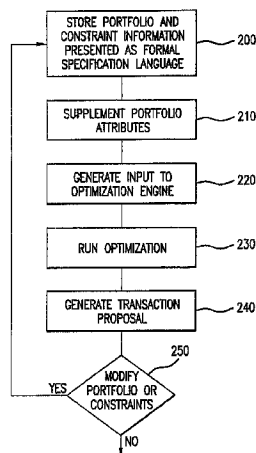 STORE PORTFOLIO AND
CONSTRAINT INFORMATION
PRESENTED AS FORMAL
SPECIFICATION LANGUAGE
200
SUPPLEMENT PORTFOLIO
ATTRIBUTES
210
GENERATE INPUT TO
OPTIMIZATION ENGINE
220
RUN OPTIMIZATION
230
GENERATE TRANSACTION
PROPOSAL
240
250
MODIFY
PORTFOLIO OR
CONSTRAINTS
YES
NO